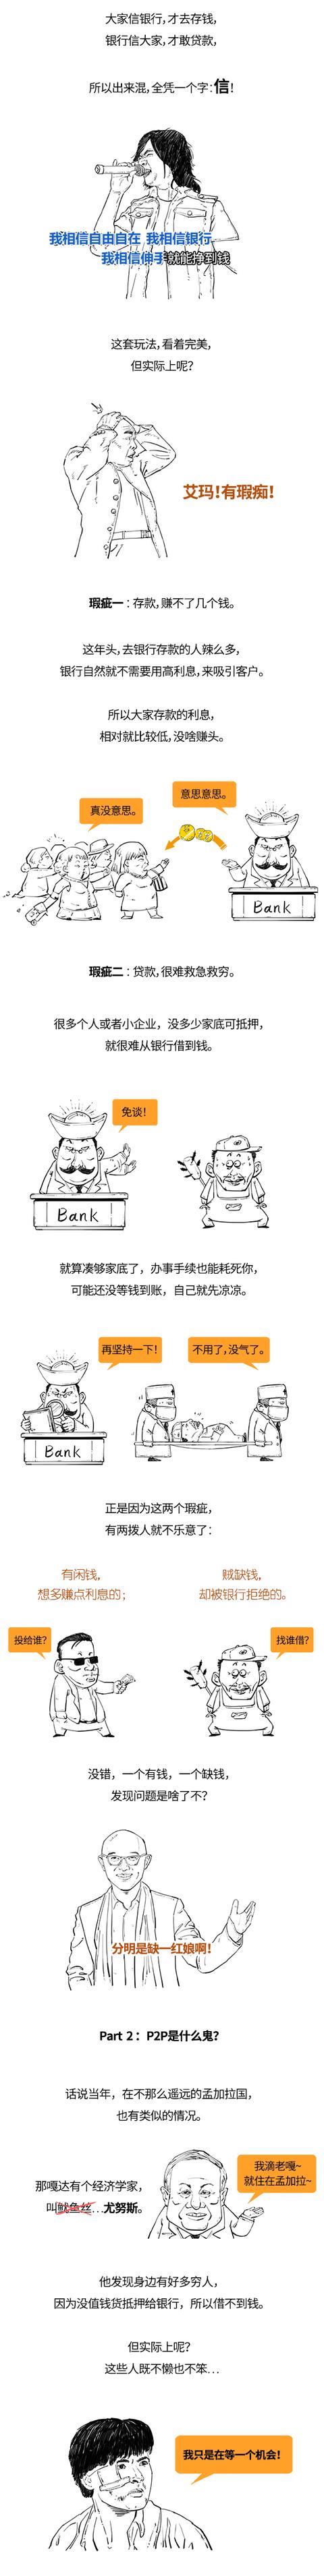 大家信银行，才去存钱，
银行信大家，才敢贷款，
所以出来混，全凭一个字：信！
我相信自由自在 我相信银行
我相信伸手就能挣到钱
这套玩法，看着完美，
但实际上呢？
艾玛！有瑕疵！
瑕疵一：存款，赚不了几个钱。
这年头，去银行存款的人辣么多，
银行自然就不需要用高利息，来吸引客户。
所以大家存款的利息，
相对就比较低，没啥赚头。
意思意思。
真没意思。
Bank
瑕疵二：贷款，很难救急救穷。
很多个人或者小企业，没多少家底可抵押，
就很难从银行借到钱。
免谈！
Bank
就算凑够家底了，办事手续也能耗死你，
可能还没等钱到账，自己就先凉凉。
再坚持一下！
不用了，没气了。
Bank
正是因为这两个瑕疵，
有两拨人就不乐意了：
有闲钱，
想多赚点利息的；
贼缺钱，
却被银行拒绝的。
投给谁？
找谁借？
没错，一个有钱，一个缺钱，
发现问题是啥了不？
分明是缺一红娘啊！
Part 2：P2P是什么鬼？
话说当年，在不那么遥远的孟加拉国，
也有类似的情况。
我滴老嘎~
就住在孟加拉~
那嘎达有个经济学家，
叫鱿鱼丝…尤努斯。
他发现身边有好多穷人，
因为没值钱货抵押给银行，所以借不到钱。
但实际上呢？
这些人既不懒也不笨…
我只是在等一个机会！